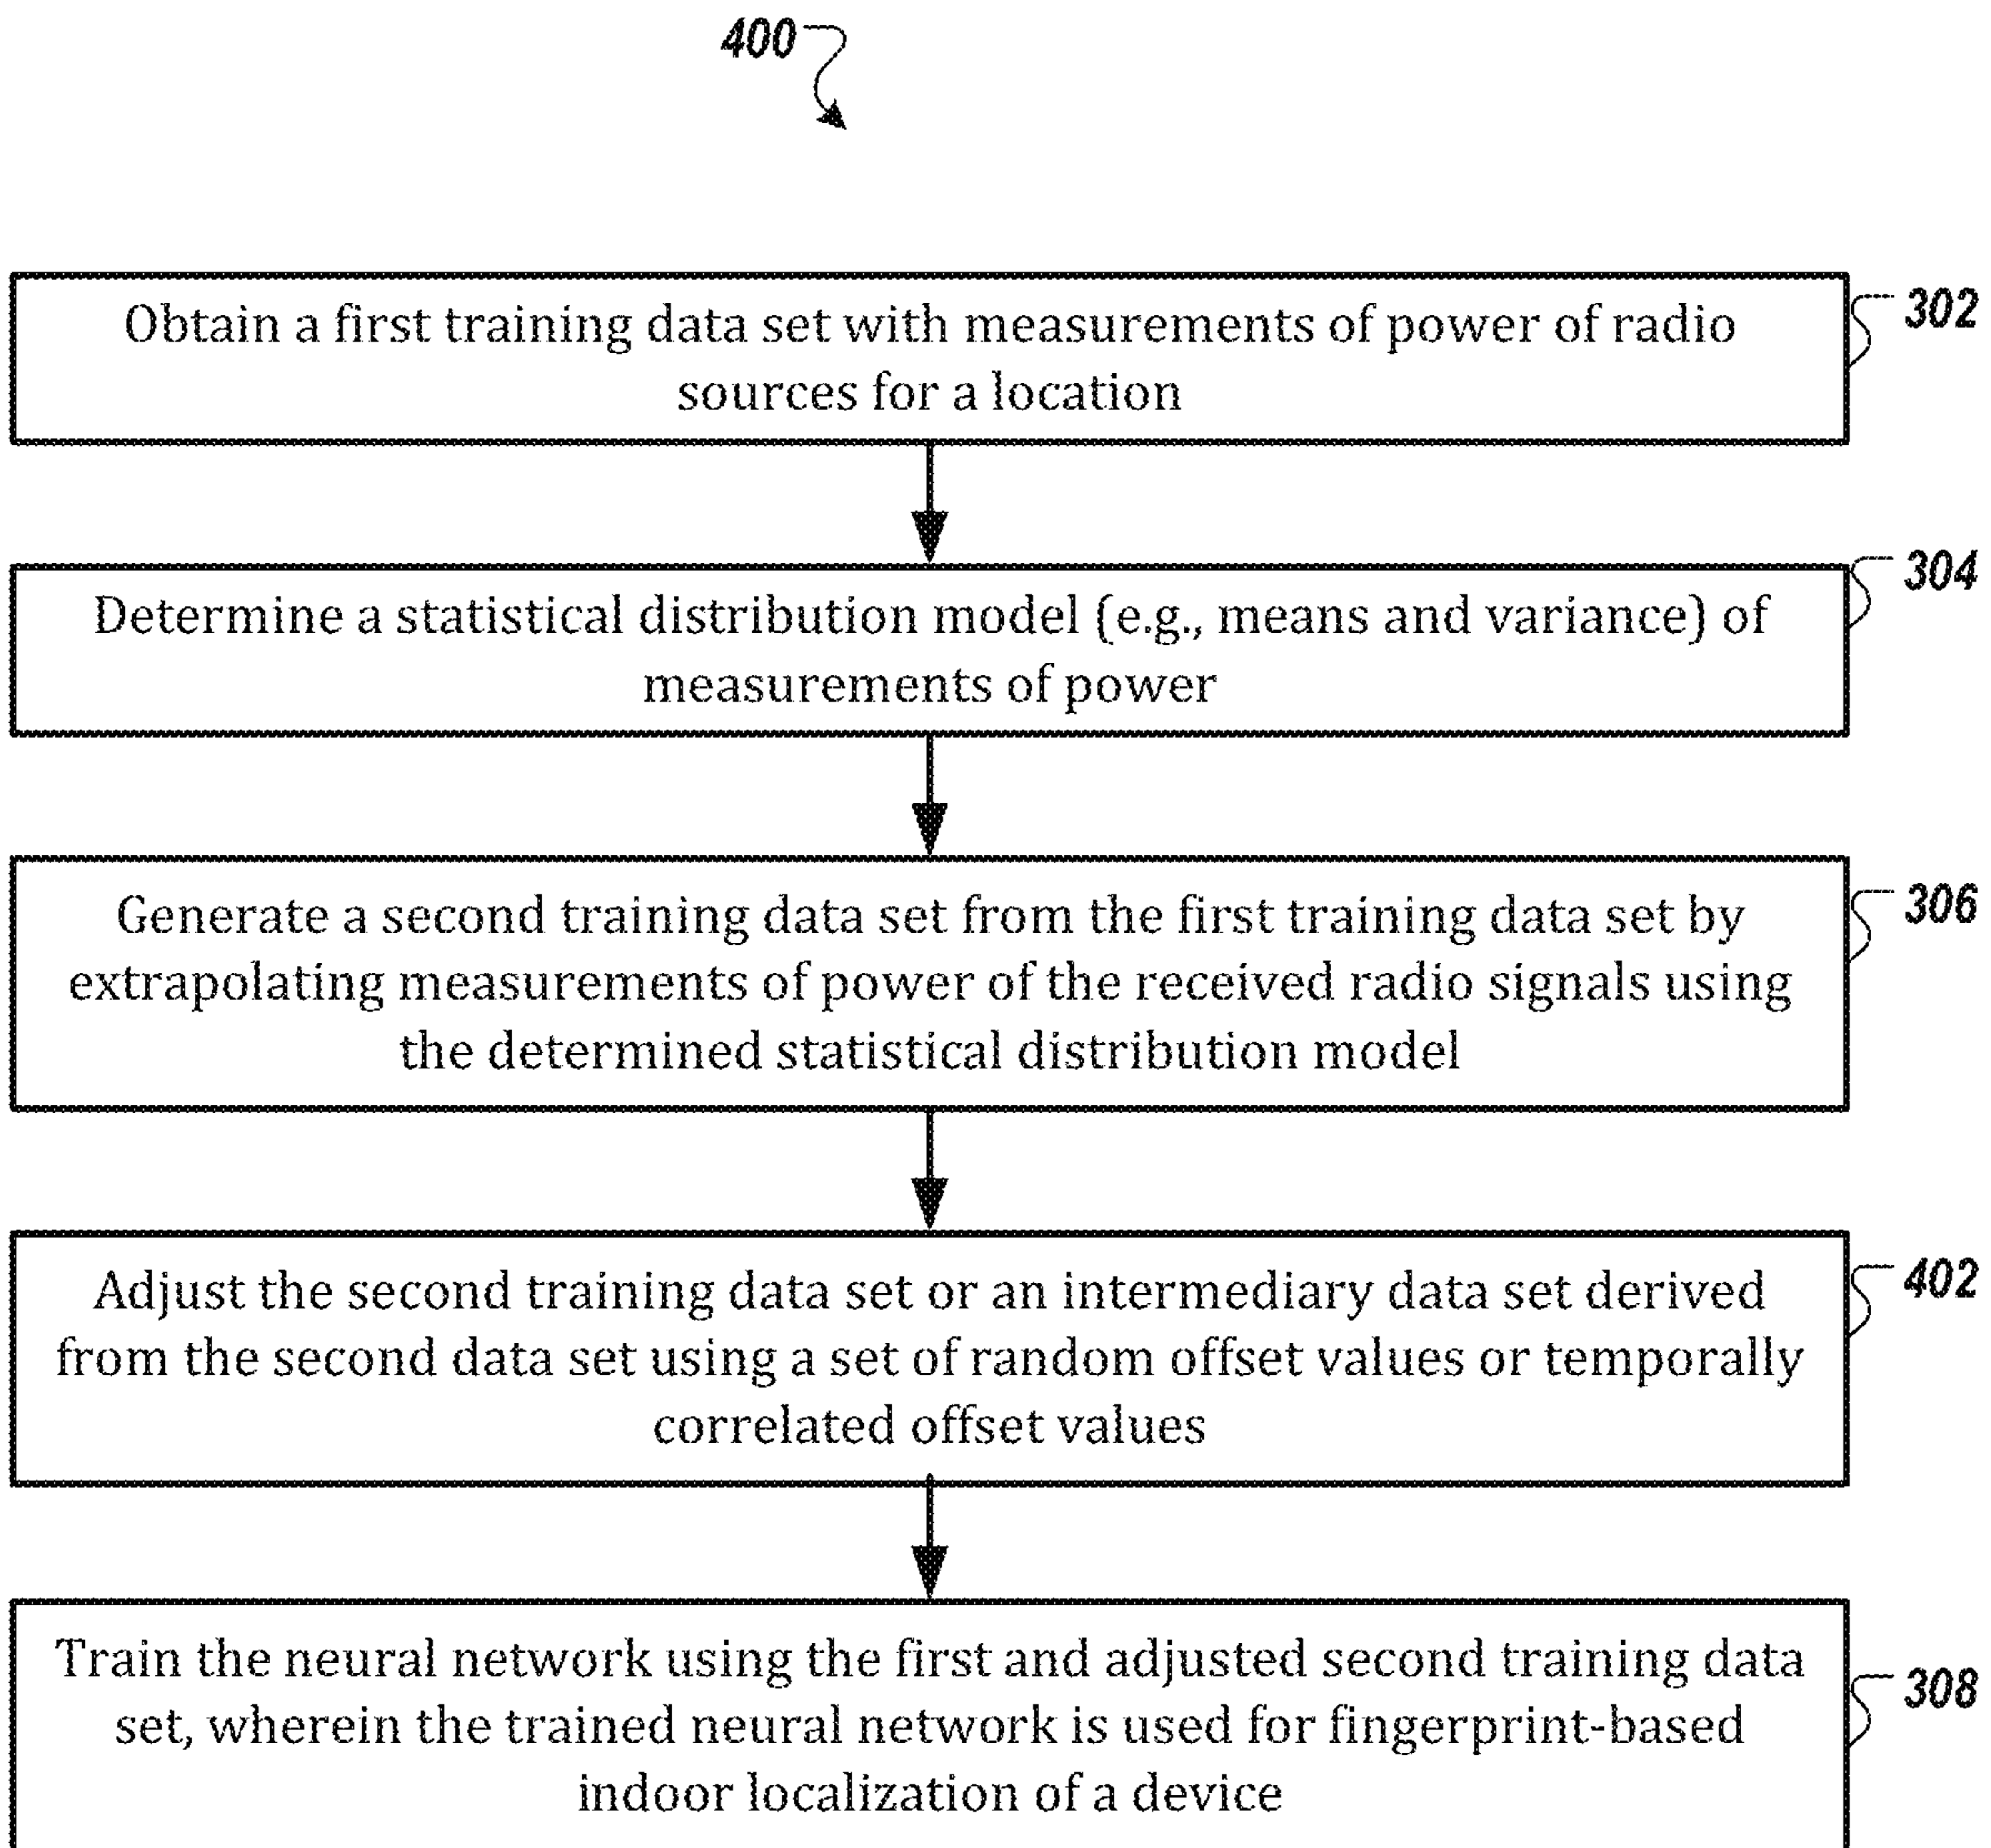 400
Obtain a first training data set with measurements of power of radio
sources for a location
302
Determine a statistical distribution model (e.g., means and variance) of
measurements of power
304
Generate a second training data set from the first training data set by
extrapolating measurements of power of the received radio signals using
the determined statistical distribution model
306
Adjust the second training data set or an intermediary data set derived
from the second data set using a set of random offset values or temporally
correlated offset values
402
Train the neural network using the first and adjusted second training data
set, wherein the trained neural network is used for fingerprint-based
indoor localization of a device
308